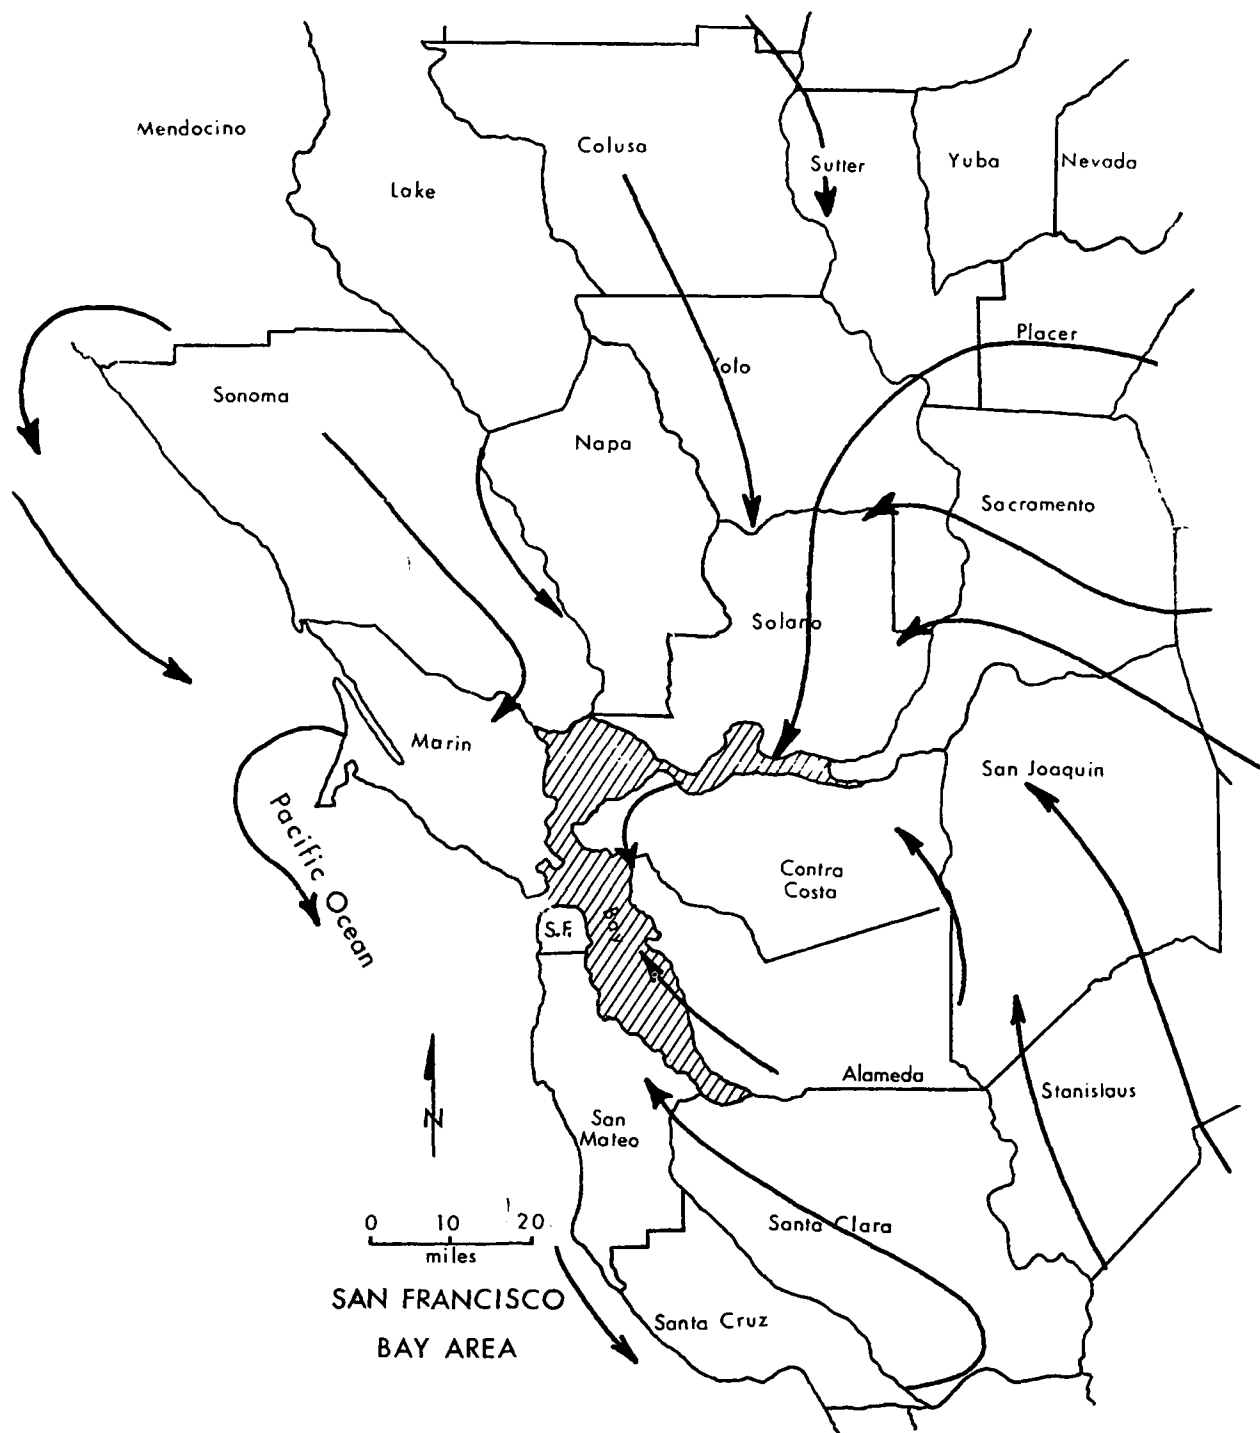 Mendocino
Colusa
Sutter
Yuba
Nevada
Lake
Placer
Yolo
Sonoma
Napa
Sacramento
Solano
Marin
San Joaquin
Pacific Ocean
Contra
Costa
S.F.
Bay
N
Alameda
Stanislaus
San
Mateo
0 10 20
miles
Santa Clara
SAN FRANCISCO
BAY AREA
Santa Cruz